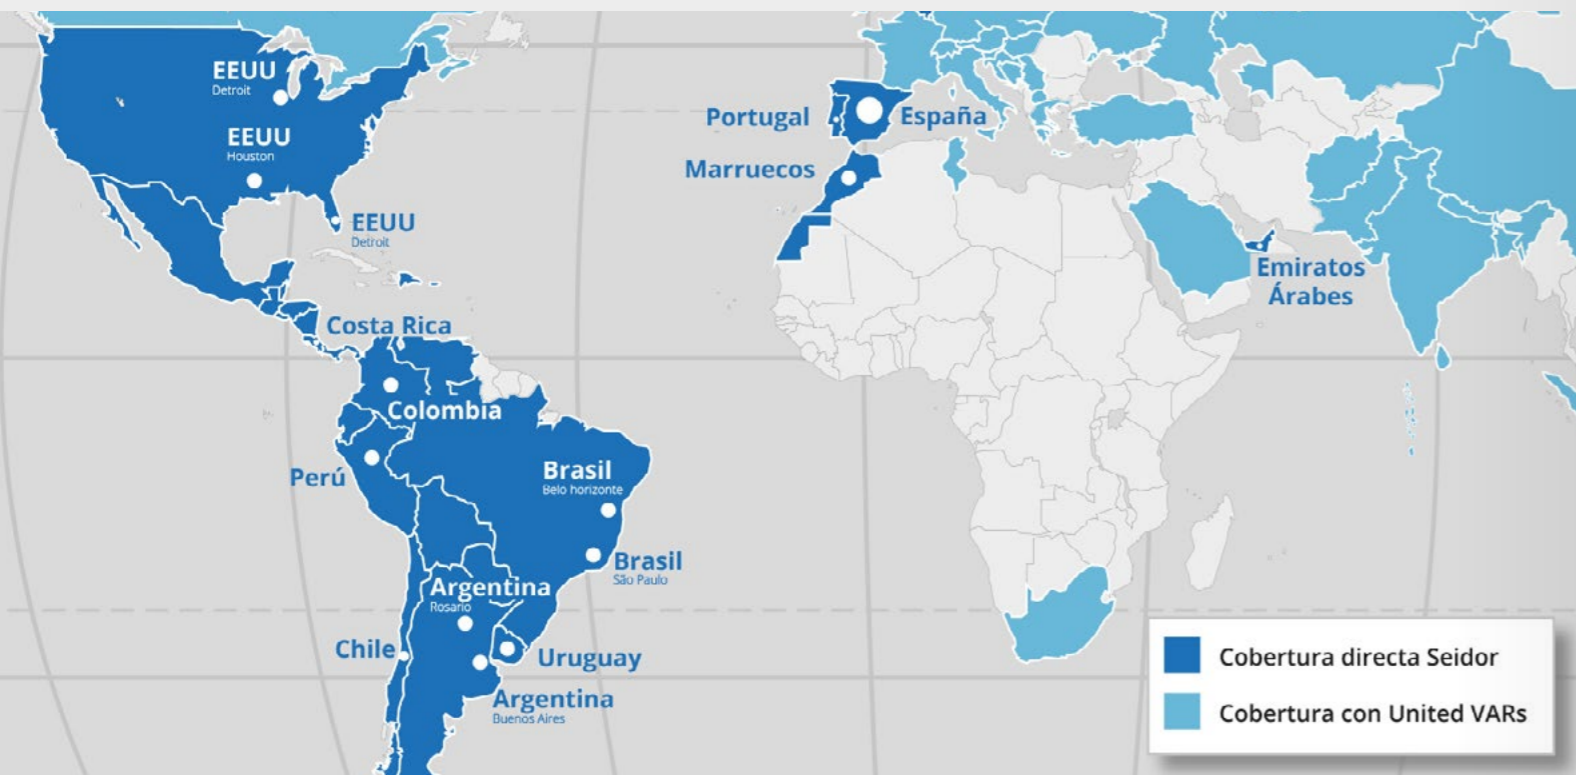 EEUU
Detroit
EEUU
Houston
EEUU
Detroit
Portugal
España
Marruecos
Emiratos
Árabes
Costa Rica
Colombia
Perú
Brasil
Belo horizonte
Brasil
São Paulo
Argentina
Rosario
Chile
Uruguay
Argentina
Buenos Aires
Cobertura directa Seidor
Cobertura con United VARs